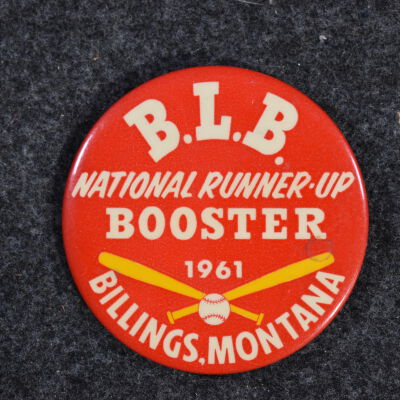 B.L.B.
NATIONAL RUNNER-UP
BOOSTER
1961
BILLINGS, MONTANA